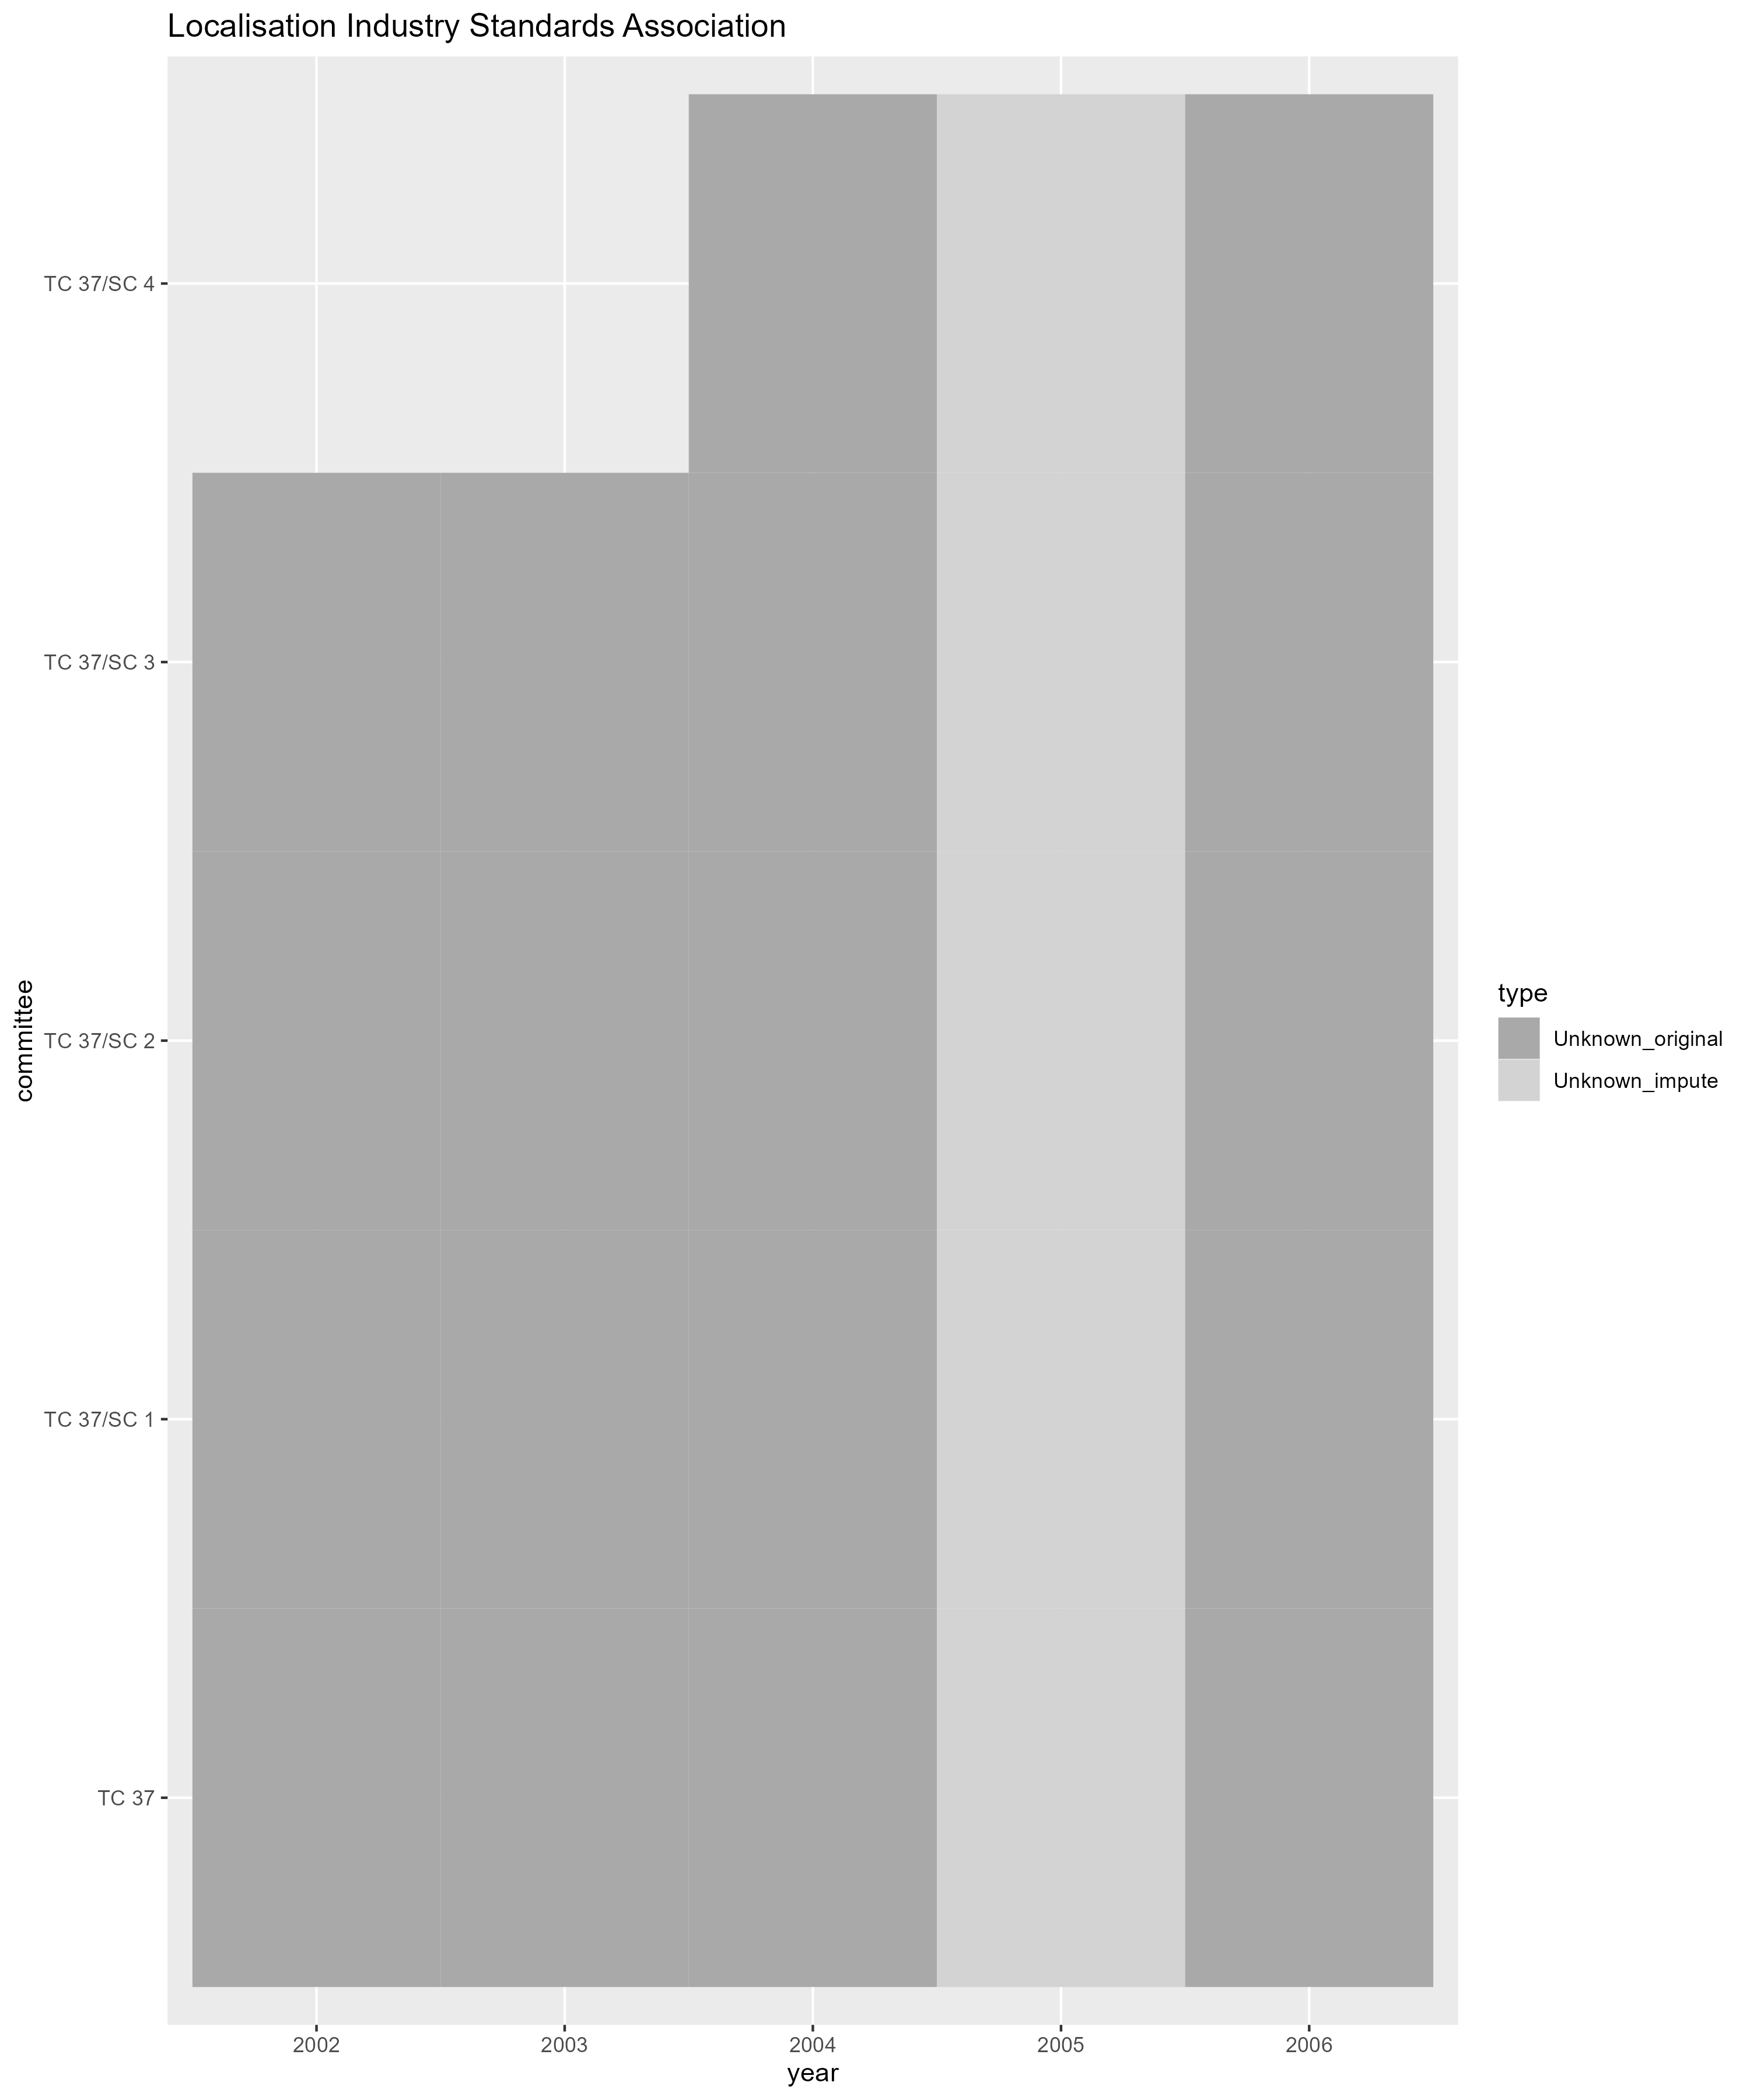 Localisation Industry Standards Association
TC 37/SC 4
TC 37/SC 3
TC 37/SC 2
TC 37/SC 1
TC 37
committee
2002 2003 2004 2005 2006
year
type
Unknown_original
Unknown_impute